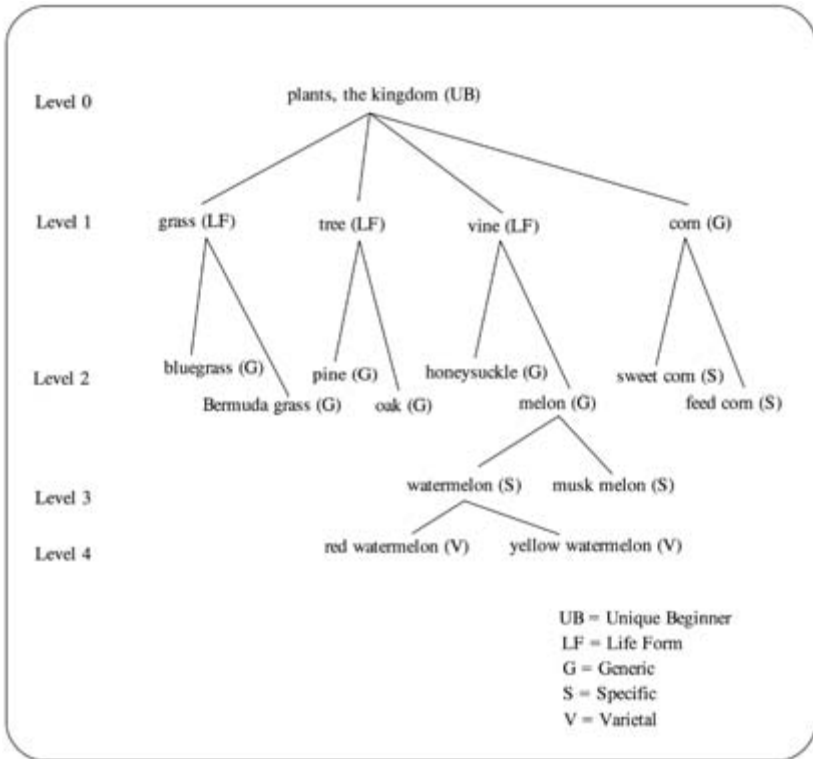 Level 0
plants, the kingdom (UB)
Level 1
grass (LF)
tree (LF)
vine (LF)
corn (G)
Level 2
bluegrass (G)
Bermuda grass (G)
pine (G)
oak (G)
honeysuckle (G)
melon (G)
sweet corn (S)
feed corn (S)
Level 3
watermelon (S)
musk melon (S)
Level 4
red watermelon (V)
yellow watermelon (V)
UB = Unique Beginner
LF = Life Form
G = Generic
S = Specific
V = Varietal